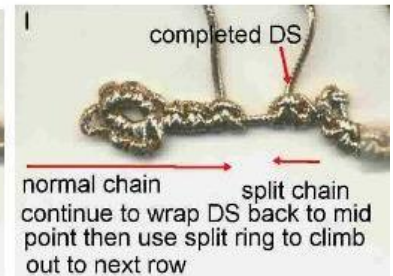 I
completed DS
normal chain
split chain
continue to wrap DS back to mid
point then use split ring to climb
out to next row